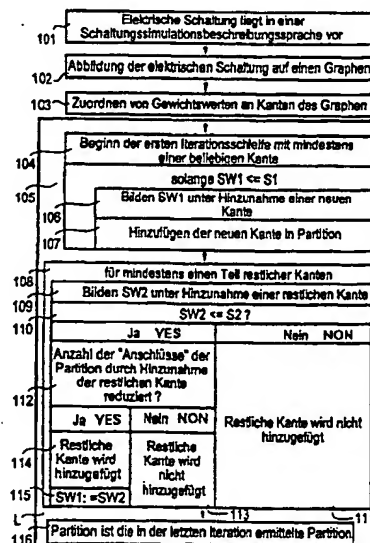 Elektrische Schaltung liegt in einer
Schaltungssimulationsbeschreibungssprache vor
101
Abbildung der elektrischen Schaltung auf einen Graphen
102
Zuordnen von Gewichtswerten an Kanten des Graphen
103
Beginn der ersten Iterationsschleife mit mindestens
einer beliebigen Kante
104
solange SW1 <= S1
105
Bilden SW1 unter Hinzunahme einer neuen
Kante
106
Hinzufügen der neuen Kante in Partition
107
für mindestens einen Teil restlicher Kanten
108
Bilden SW2 unter Hinzunahme einer restlichen Kante
109
SW2 <= S2 ?
110
Ja YES
Nein NON
Anzahl der "Anschlüsse" der
Partition durch Hinzunahme
der restlichen Kante
reduziert ?
112
Ja YES
Nein NON
Restliche
Kante wird
hinzugefügt
114
Restliche
Kante wird
nicht
hinzugefügt
Restliche Kante wird nicht
hinzugefügt
SW1: =SW2
115
L
113
11
Partition ist die in der letzten Iteration ermittelte Partition
116